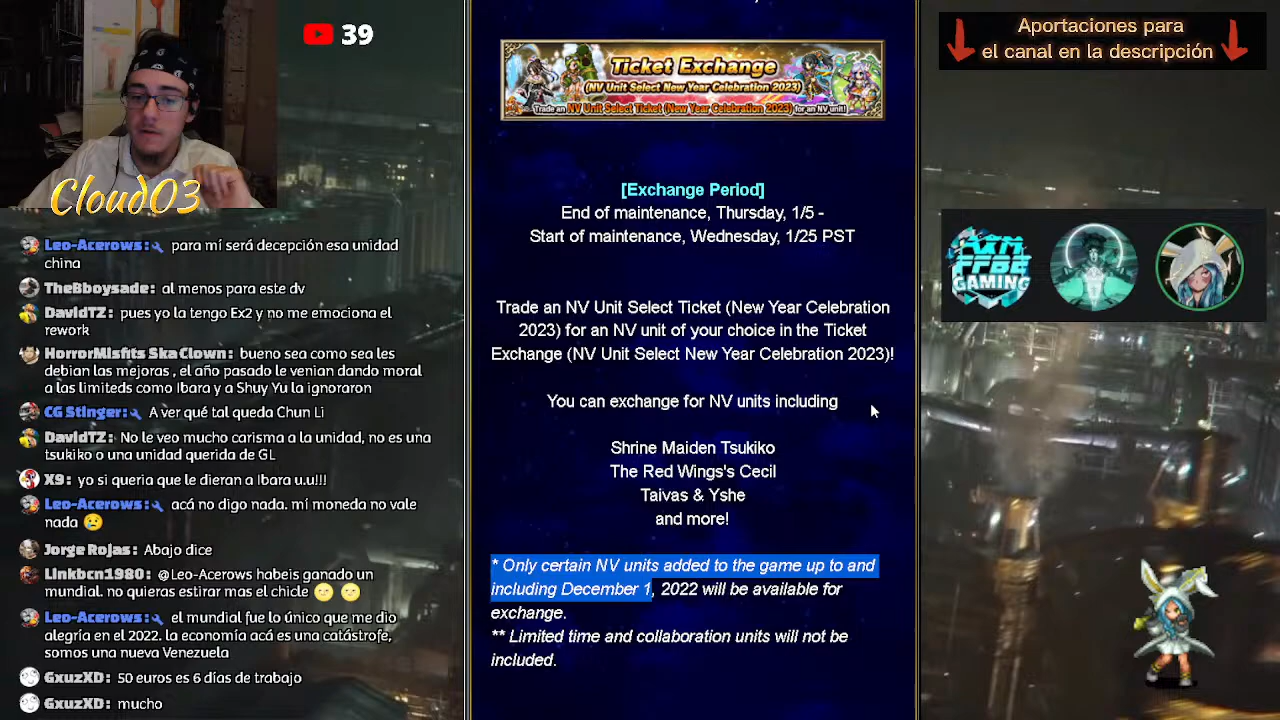 39
Cloud03
Leo-Acerows: para mí será decepción esa unidad
china
TheBboysade: al menos para este dv
DavidTZ: pues yo la tengo Ex2 y no me emociona el
rework
HorrorMisfits Ska Clown: bueno sea como sea les
debian las mejoras , el año pasado le venian dando moral
a las limiteds como Ibara y a Shuy Yu la ignoraron
CG Stinger: A ver qué tal queda Chun Li
DavidTZ: No le veo mucho carisma a la unidad, no es una
tsukiko o una unidad querida de GL
X9: yo si queria que le dieran a Ibara u.u!!!
Leo-Acerows: acá no digo nada. mí moneda no vale
nada 😢
Jorge Rojas: Abajo dice
Linkbcn1980: @Leo-Acerows habeis ganado un
mundial. no quieras estirar mas el chicle 🌝 🌝
Leo-Acerows: el mundial fue lo único que me dio
alegría en el 2022. la economía acá es una catástrofe,
somos una nueva Venezuela
GxuzXD: 50 euros es 6 días de trabajo
GxuzXD: mucho
Ticket Exchange
(NV Unit Select New Year Celebration 2023)
Trade an NV Unit Select Ticket (New Year Celebration 2023) for an NV unit!
[Exchange Period]
End of maintenance, Thursday, 1/5 -
Start of maintenance, Wednesday, 1/25 PST
Trade an NV Unit Select Ticket (New Year Celebration
2023) for an NV unit of your choice in the Ticket
Exchange (NV Unit Select New Year Celebration 2023)!
You can exchange for NV units including
Shrine Maiden Tsukiko
The Red Wings's Cecil
Taivas & Yshe
and more!
* Only certain NV units added to the game up to and
including December 1, 2022 will be available for
exchange.
** Limited time and collaboration units will not be
included.
Aportaciones para
el canal en la descripción
AXM
FFBE
GAMING